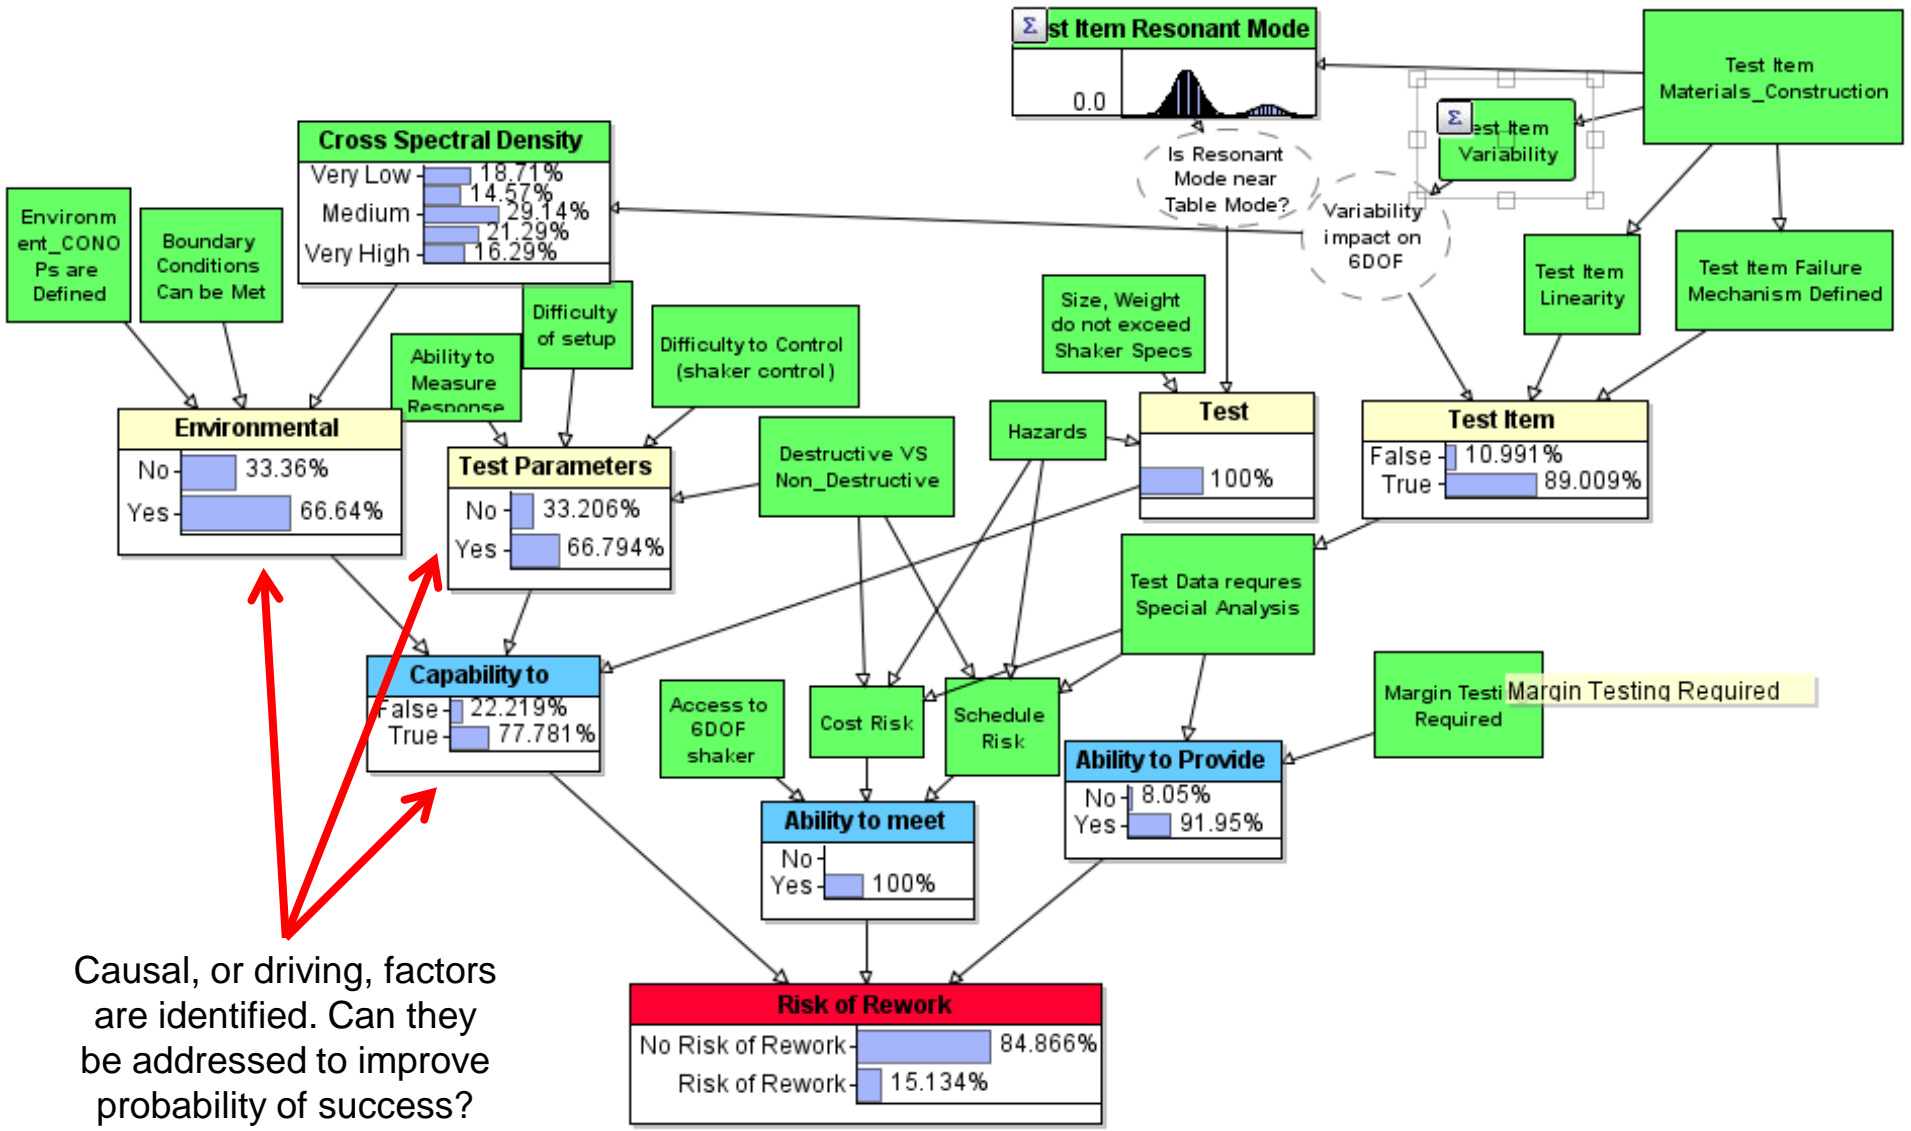 Σ
st Item Resonant Mode
0.0
Test Item
Materials_Construction
Σ
est Item
Variability
Is Resonant
Mode near
Table Mode?
Variability
impact on
6DOF
Cross Spectral Density
Very Low
18.71%
14.57%
Medium
29.14%
21.29%
Very High
16.29%
Environm
ent_CONO
Ps are
Defined
Boundary
Conditions
Can be Met
Difficulty
of setup
Ability to
Measure
Response
Difficulty to Control
(shaker control)
Size, Weight
do not exceed
Shaker Specs
Test Item
Linearity
Test Item Failure
Mechanism Defined
Environmental
No
33.36%
Yes
66.64%
Test Parameters
No
33.206%
Yes
66.794%
Destructive VS
Non_Destructive
Hazards
Test
100%
Test Item
False
10.991%
True
89.009%
Test Data requres
Special Analysis
Capability to
False
22.219%
True
77.781%
Access to
6DOF
shaker
Cost Risk
Schedule
Risk
Ability to Provide
No
8.05%
Yes
91.95%
Margin Testi
Required
Margin Testing Required
Ability to meet
No
Yes
100%
Risk of Rework
No Risk of Rework
84.866%
Risk of Rework
15.134%
Causal, or driving, factors
are identified. Can they
be addressed to improve
probability of success?